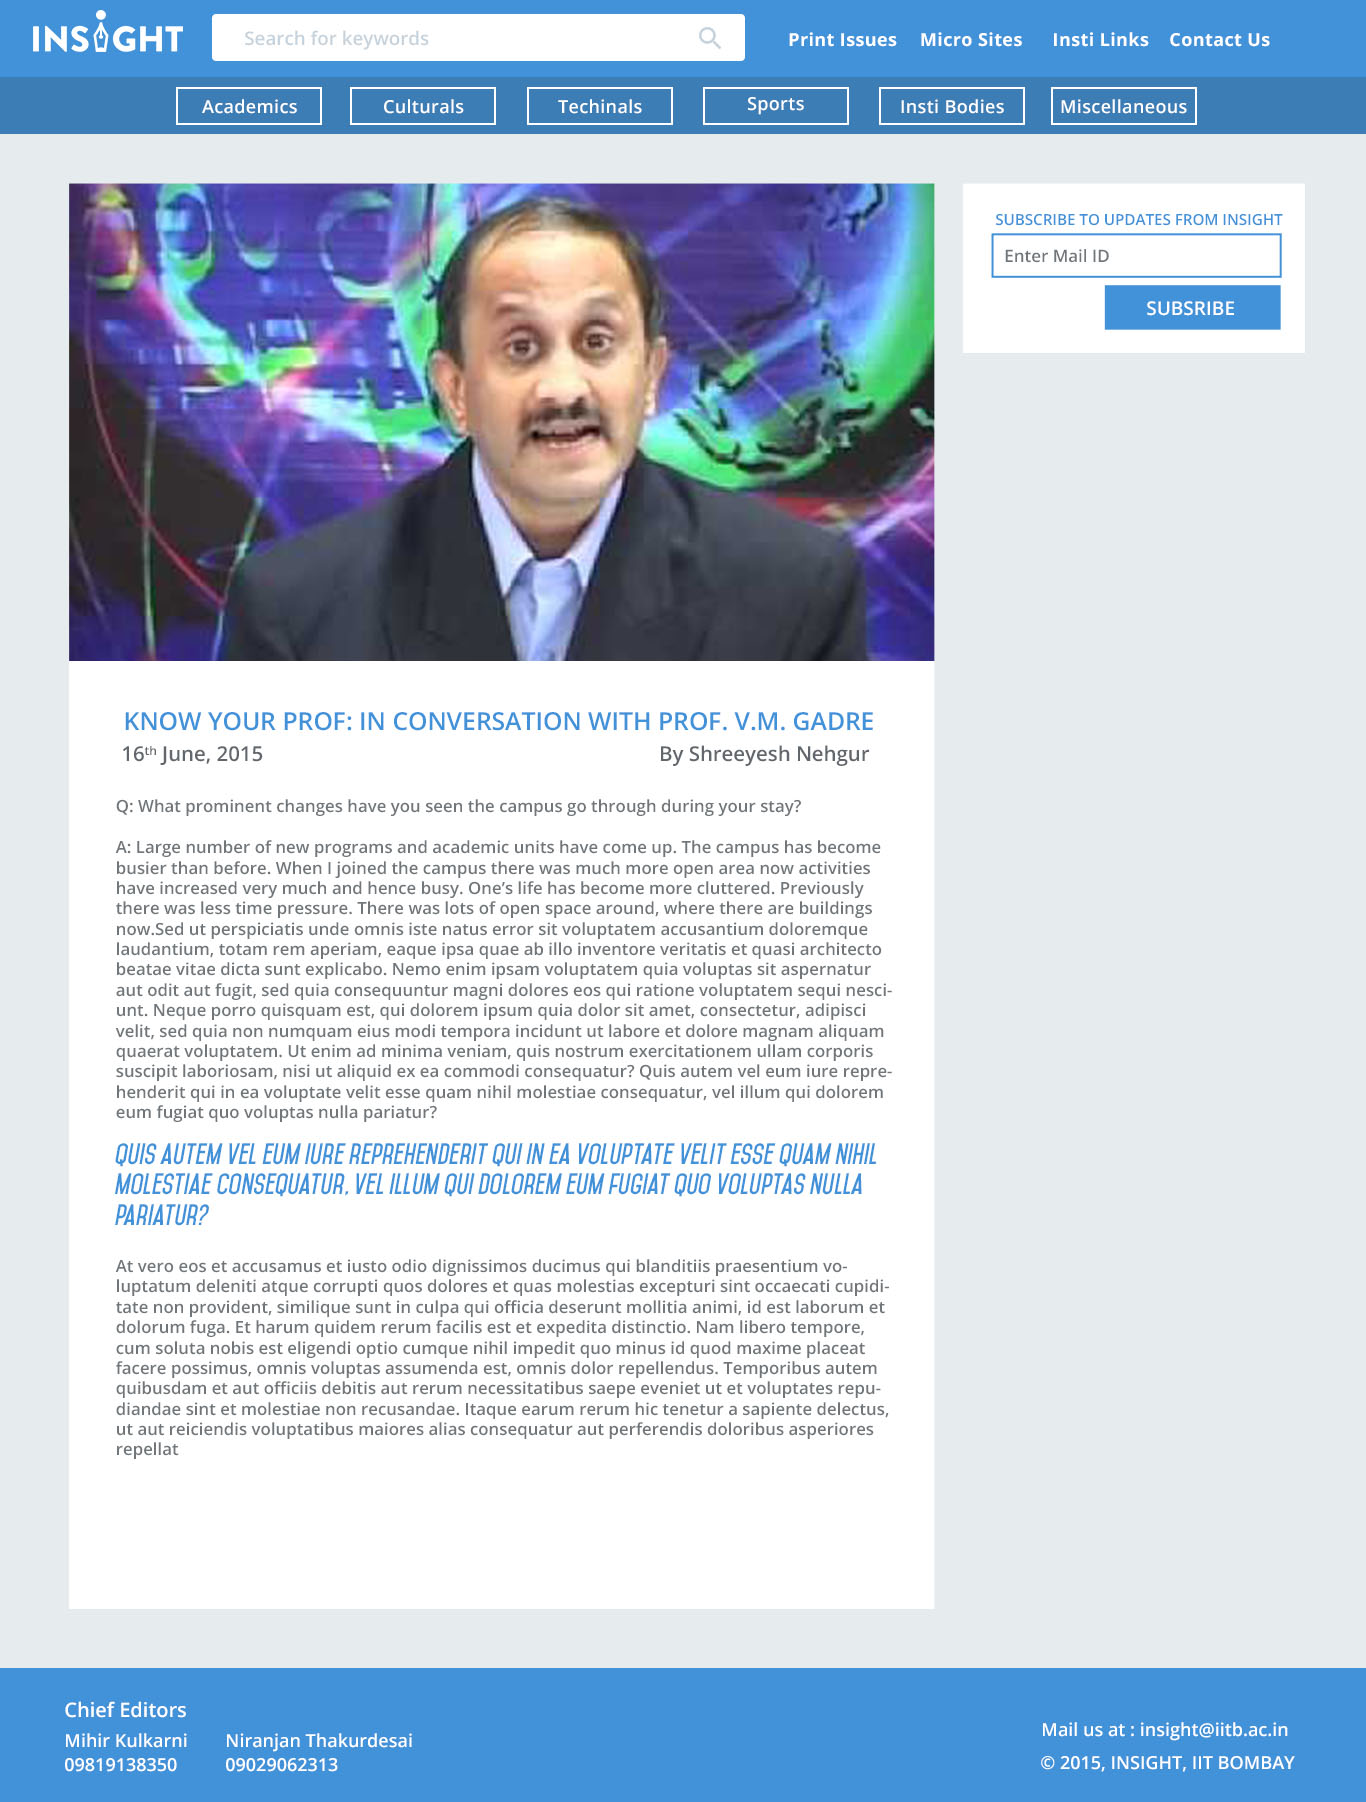 INSIGHT
Search for keywords
Print Issues Micro Sites Insti Links Contact Us
Academics Culturals Techinals Sports Insti Bodies Miscellaneous
SUBSCRIBE TO UPDATES FROM INSIGHT
Enter Mail ID
SUBSRIBE
KNOW YOUR PROF: IN CONVERSATION WITH PROF. V.M. GADRE
16th June, 2015 By Shreeyesh Nehgur
Q: What prominent changes have you seen the campus go through during your stay?
A: Large number of new programs and academic units have come up. The campus has become
busier than before. When I joined the campus there was much more open area now activities
have increased very much and hence busy. One’s life has become more cluttered. Previously
there was less time pressure. There was lots of open space around, where there are buildings
now.Sed ut perspiciatis unde omnis iste natus error sit voluptatem accusantium doloremque
laudantium, totam rem aperiam, eaque ipsa quae ab illo inventore veritatis et quasi architecto
beatae vitae dicta sunt explicabo. Nemo enim ipsam voluptatem quia voluptas sit aspernatur
aut odit aut fugit, sed quia consequuntur magni dolores eos qui ratione voluptatem sequi nesci-
unt. Neque porro quisquam est, qui dolorem ipsum quia dolor sit amet, consectetur, adipisci
velit, sed quia non numquam eius modi tempora incidunt ut labore et dolore magnam aliquam
quaerat voluptatem. Ut enim ad minima veniam, quis nostrum exercitationem ullam corporis
suscipit laboriosam, nisi ut aliquid ex ea commodi consequatur? Quis autem vel eum iure repre-
henderit qui in ea voluptate velit esse quam nihil molestiae consequatur, vel illum qui dolorem
eum fugiat quo voluptas nulla pariatur?
QUIS AUTEM VEL EUM IURE REPREHENDERIT QUI IN EA VOLUPTATE VELIT ESSE QUAM NIHIL
MOLESTIAE CONSEQUATUR, VEL ILLUM QUI DOLOREM EUM FUGIAT QUO VOLUPTAS NULLA
PARIATUR?
At vero eos et accusamus et iusto odio dignissimos ducimus qui blanditiis praesentium vo-
luptatum deleniti atque corrupti quos dolores et quas molestias excepturi sint occaecati cupidi-
tate non provident, similique sunt in culpa qui officia deserunt mollitia animi, id est laborum et
dolorum fuga. Et harum quidem rerum facilis est et expedita distinctio. Nam libero tempore,
cum soluta nobis est eligendi optio cumque nihil impedit quo minus id quod maxime placeat
facere possimus, omnis voluptas assumenda est, omnis dolor repellendus. Temporibus autem
quibusdam et aut officiis debitis aut rerum necessitatibus saepe eveniet ut et voluptates repu-
diandae sint et molestiae non recusandae. Itaque earum rerum hic tenetur a sapiente delectus,
ut aut reiciendis voluptatibus maiores alias consequatur aut perferendis doloribus asperiores
repellat
Chief Editors
Mihir Kulkarni Niranjan Thakurdesai
09819138350 09029062313
Mail us at : insight@iitb.ac.in
© 2015, INSIGHT, IIT BOMBAY